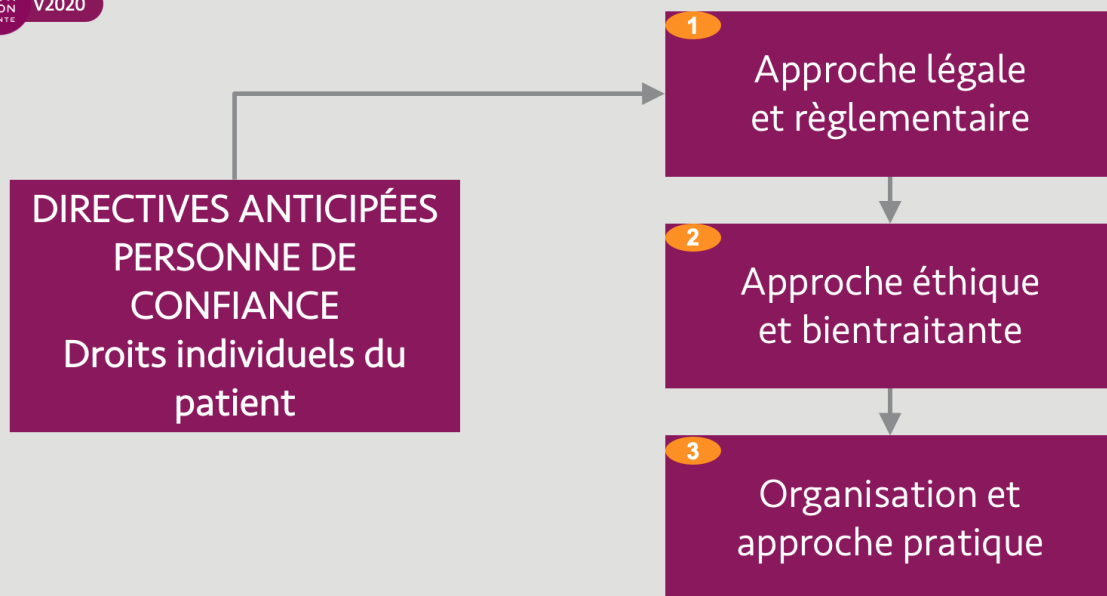 V2020
DIRECTIVES ANTICIPÉES
PERSONNE DE
CONFIANCE
Droits individuels du
patient
1
Approche légale
et règlementaire
2
Approche éthique
et bientraitante
3
Organisation et
approche pratique